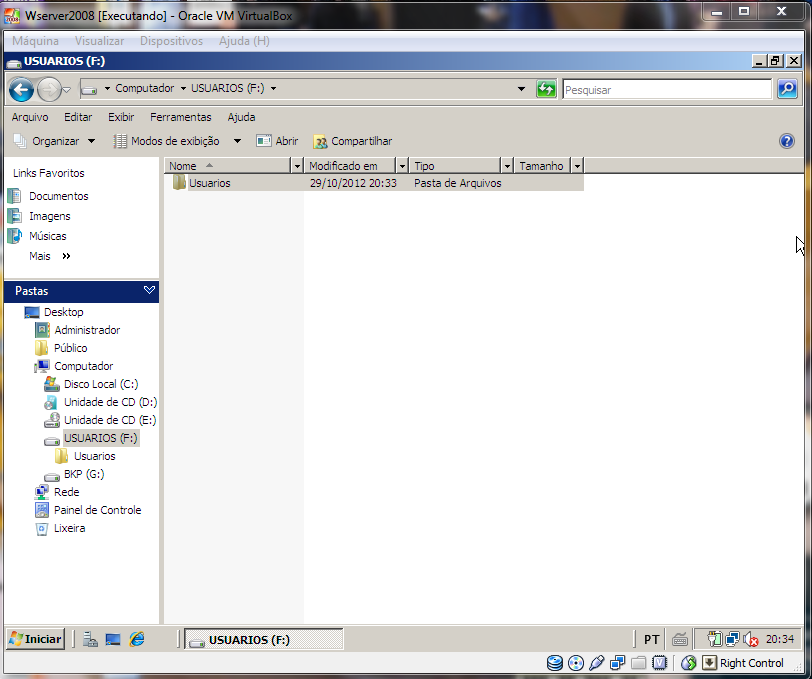 Wserver2008 [Executando] - Oracle VM VirtualBox
Máquina Visualizar Dispositivos Ajuda (H)
USUARIOS (F:)
Computador USUARIOS (F:)
Pesquisar
Arquivo Editar Exibir Ferramentas Ajuda
Organizar Modos de exibição Abrir Compartilhar
Links Favoritos
Documentos
Imagens
Músicas
Mais »
Pastas
Desktop
Administrador
Público
Computador
Disco Local (C:)
Unidade de CD (D:)
Unidade de CD (E:)
USUARIOS (F:)
Usuarios
BKP (G:)
Rede
Painel de Controle
Lixeira
Nome Modificado em Tipo Tamanho
Usuarios 29/10/2012 20:33 Pasta de Arquivos
Iniciar USUARIOS (F:) PT 20:34
Right Control